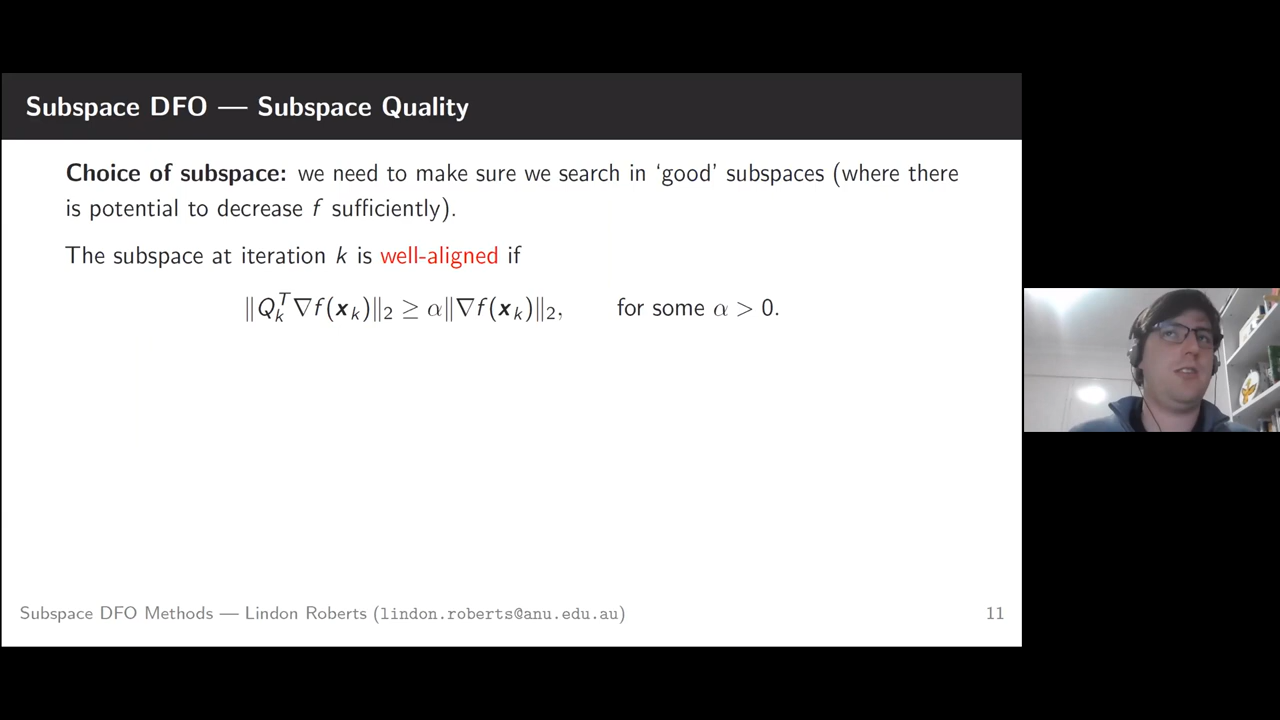 Subspace DFO — Subspace Quality
Choice of subspace: we need to make sure we search in ‘good’ subspaces (where there
is potential to decrease f sufficiently).
The subspace at iteration k is well-aligned if
‖Q_k^T ∇f(x_k)‖₂ ≥ α‖∇f(x_k)‖₂, for some α > 0.
Subspace DFO Methods — Lindon Roberts (lindon.roberts@anu.edu.au) 11